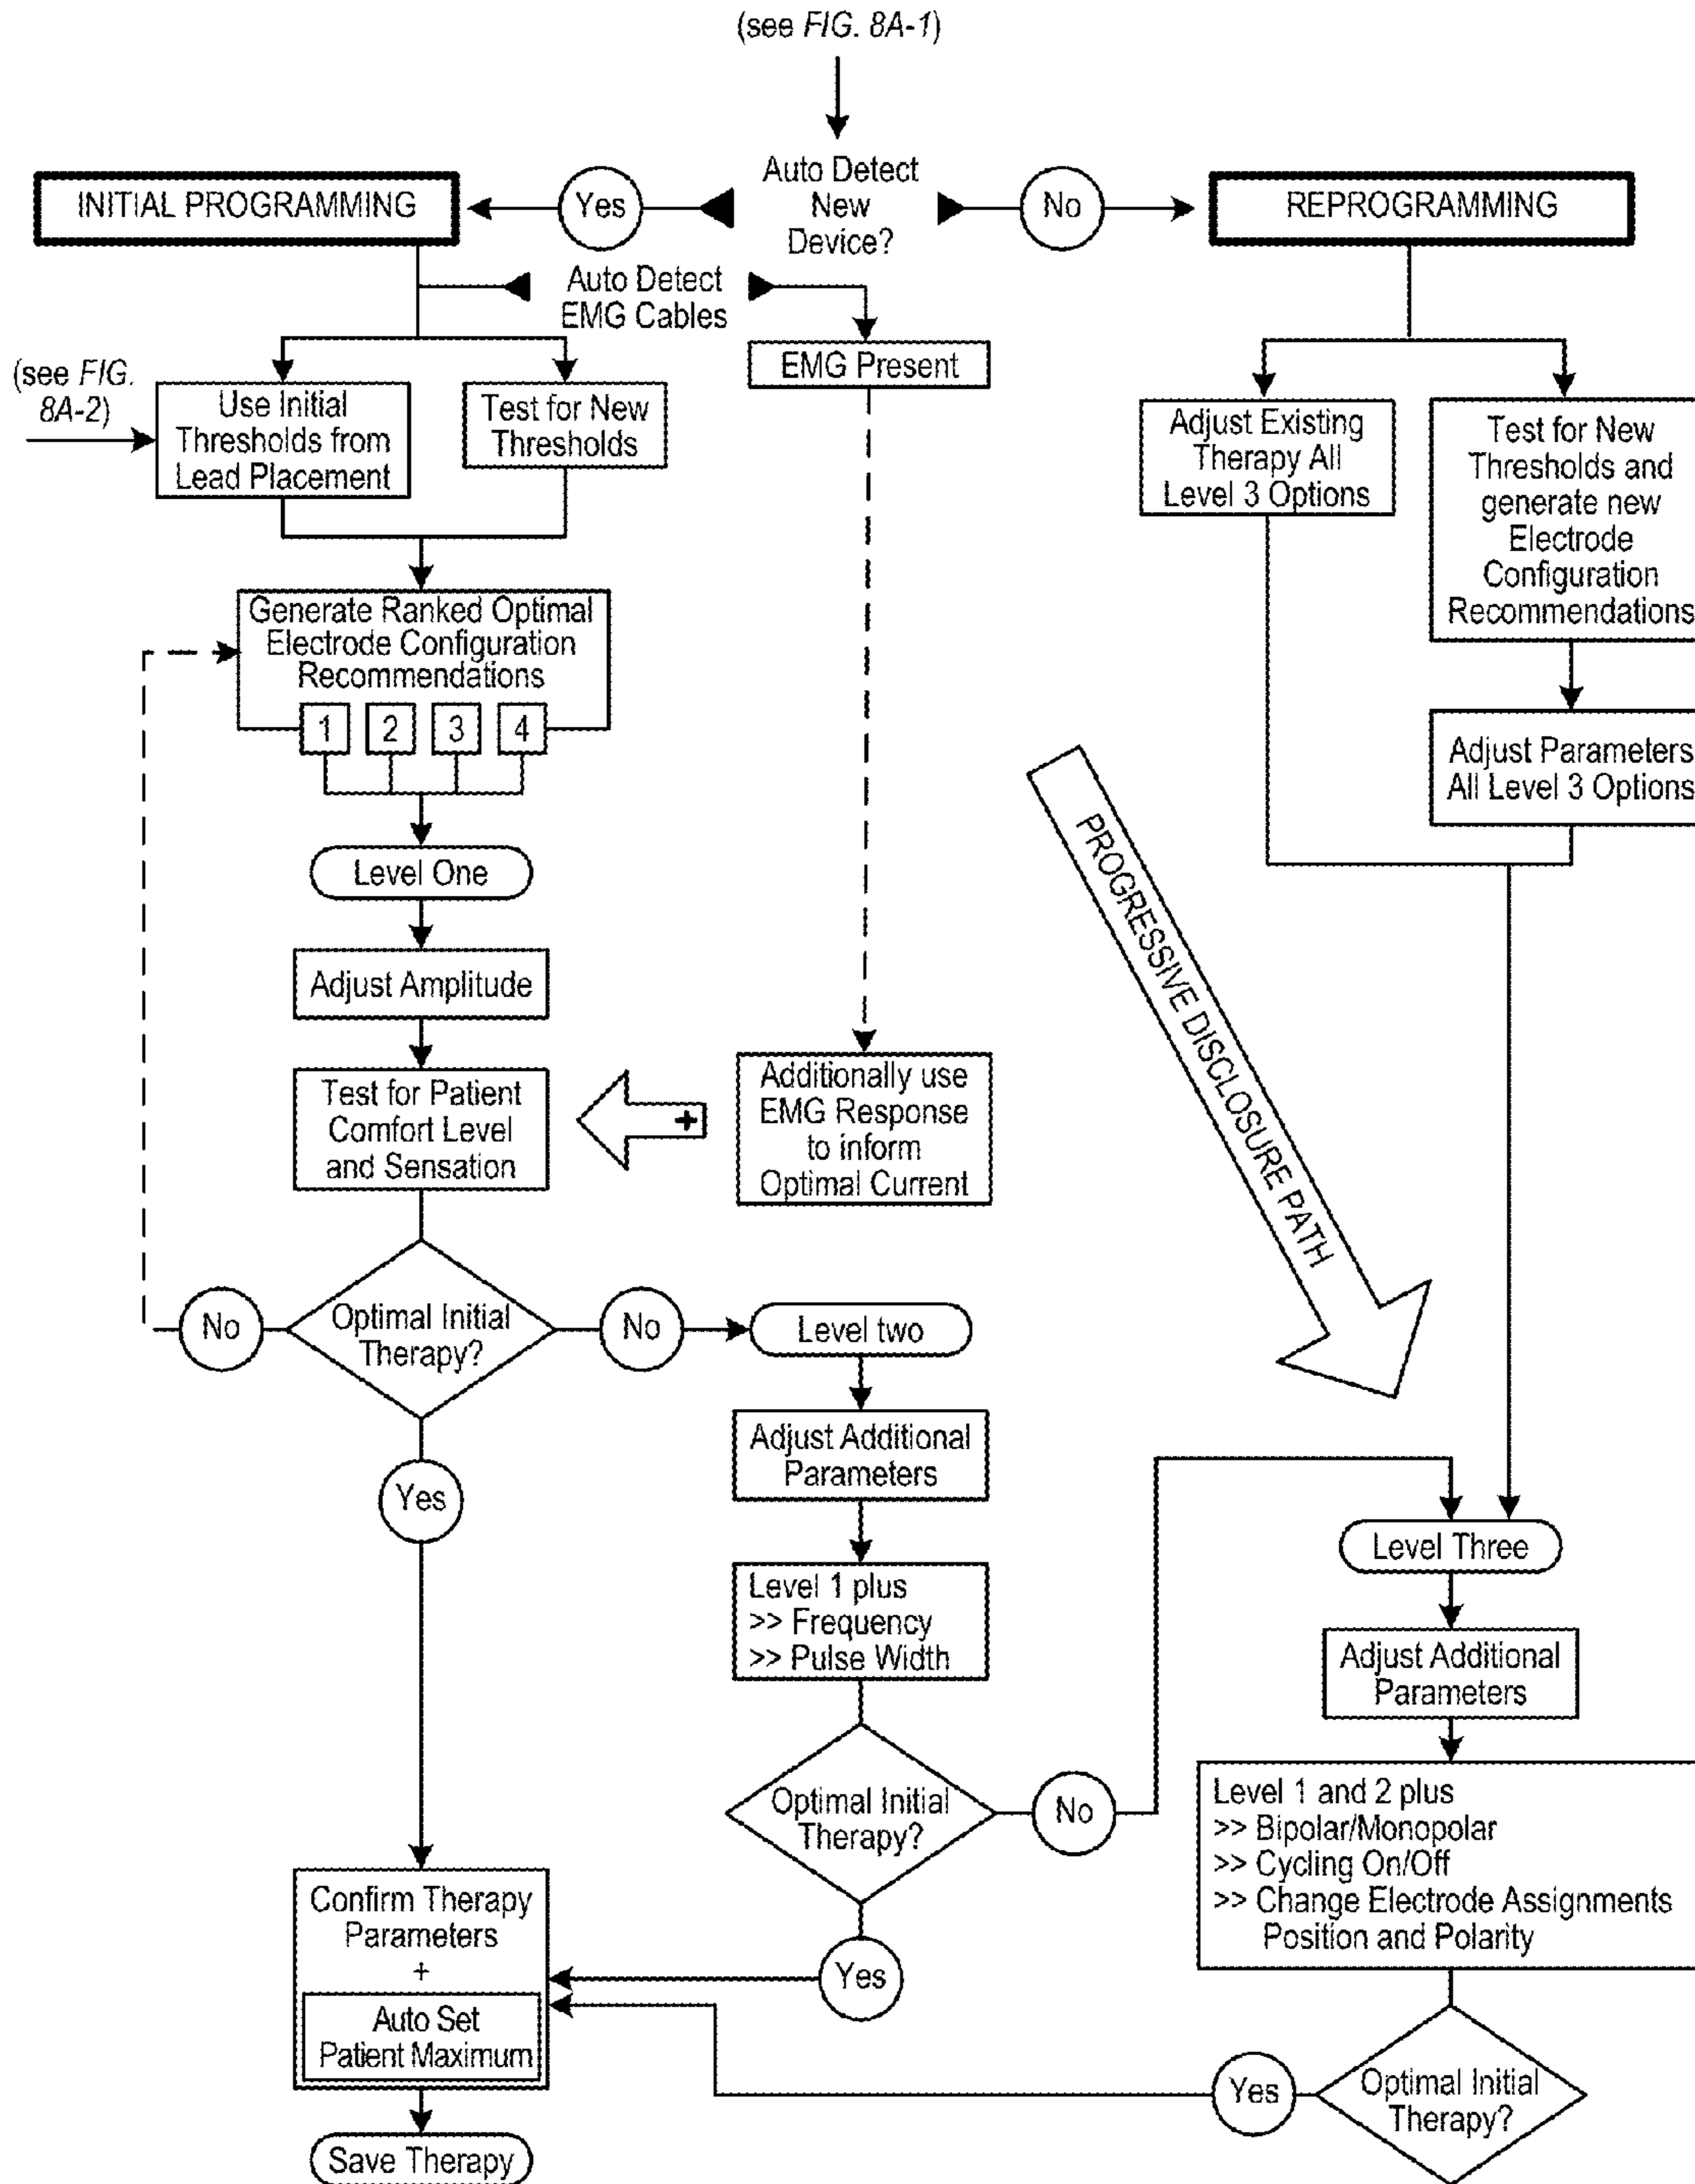 (see FIG. 8A-1)
Auto Detect
New
Device?
INITIAL PROGRAMMING
Yes
No
REPROGRAMMING
Auto Detect
EMG Cables
EMG Present
(see FIG.
8A-2)
Use Initial
Thresholds from
Lead Placement
Test for New
Thresholds
Adjust Existing
Therapy All
Level 3 Options
Test for New
Thresholds and
generate new
Electrode
Configuration
Recommendations
Generate Ranked Optimal
Electrode Configuration
Recommendations
1 2 3 4
Adjust Parameters
All Level 3 Options
PROGRESSIVE DISCLOSURE PATH
Level One
Adjust Amplitude
Test for Patient
Comfort Level
and Sensation
+
Additionally use
EMG Response
to inform
Optimal Current
No
Optimal Initial
Therapy?
No
Level two
Yes
Adjust Additional
Parameters
Level 1 plus
>> Frequency
>> Pulse Width
Level Three
Adjust Additional
Parameters
Optimal Initial
Therapy?
No
Level 1 and 2 plus
>> Bipolar/Monopolar
>> Cycling On/Off
>> Change Electrode Assignments
Position and Polarity
Confirm Therapy
Parameters
+
Auto Set
Patient Maximum
Yes
Yes
Optimal Initial
Therapy?
Save Therapy